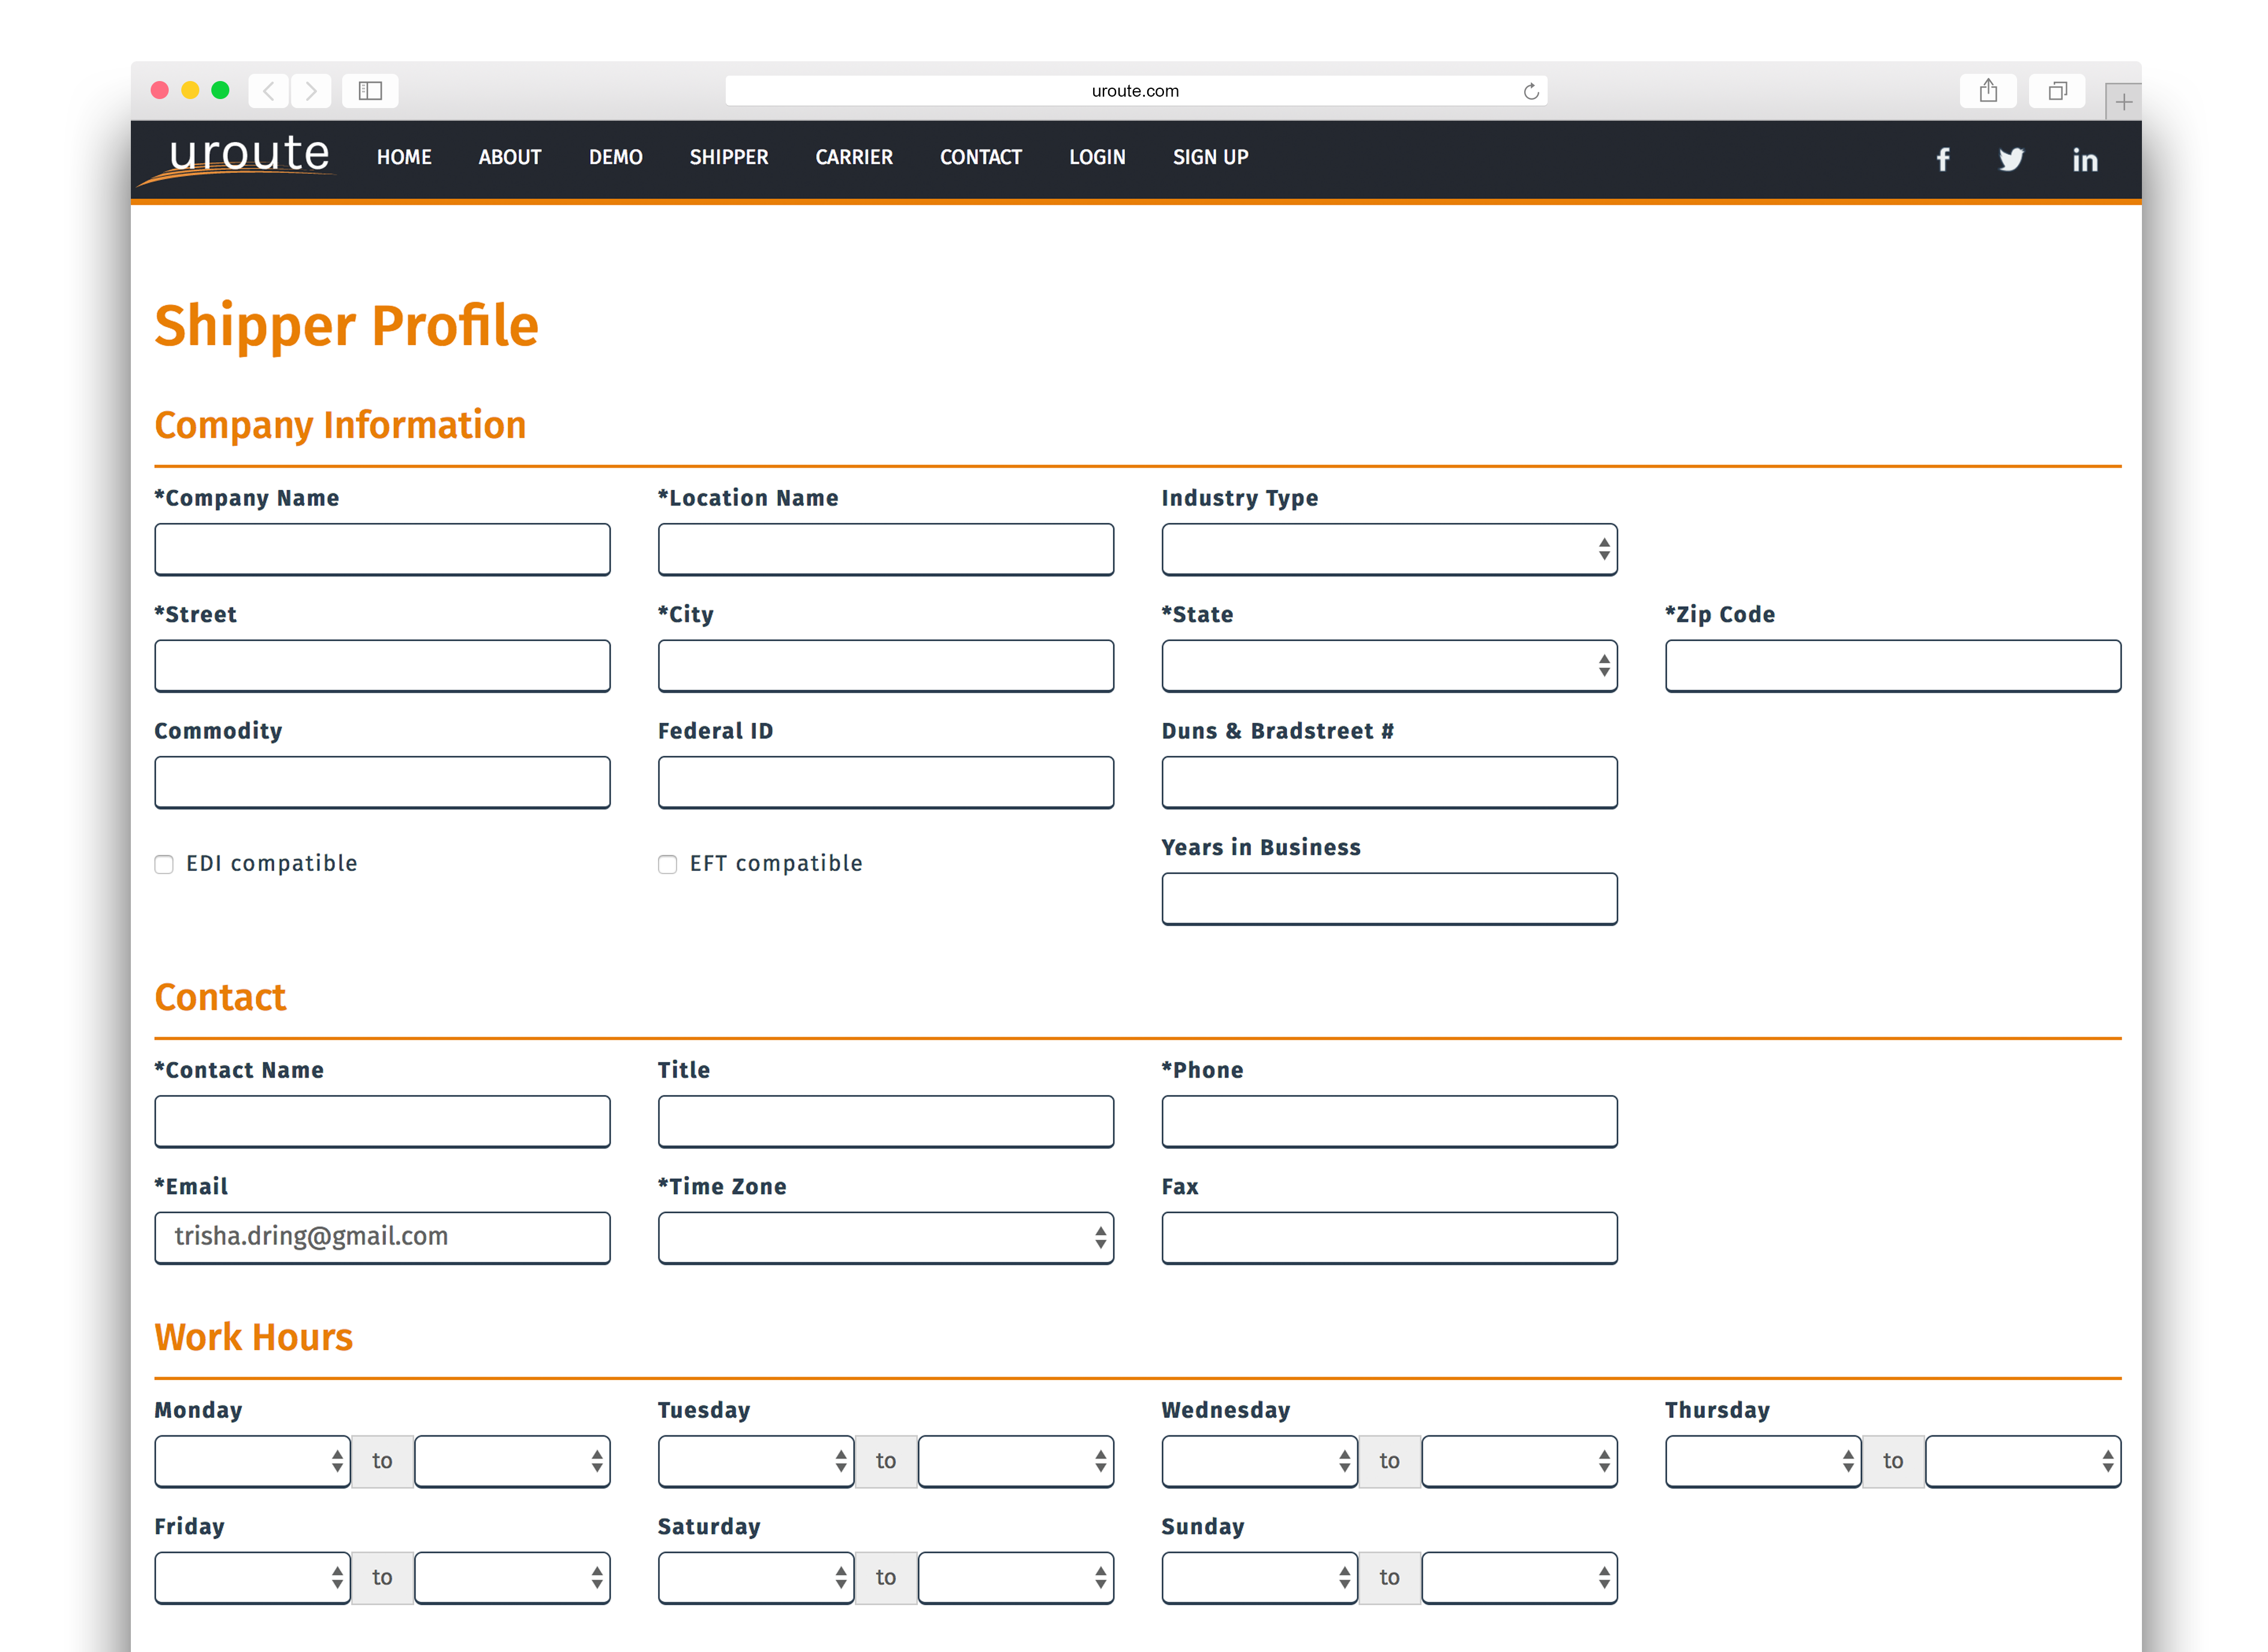 uroute.com
uroute HOME ABOUT DEMO SHIPPER CARRIER CONTACT LOGIN SIGN UP f in
Shipper Profile
Company Information
*Company Name *Location Name Industry Type
*Street *City *State *Zip Code
Commodity Federal ID Duns & Bradstreet #
EDI compatible EFT compatible Years in Business
Contact
*Contact Name Title *Phone
*Email *Time Zone Fax
trisha.dring@gmail.com
Work Hours
Monday Tuesday Wednesday Thursday
to to to to
Friday Saturday Sunday
to to to